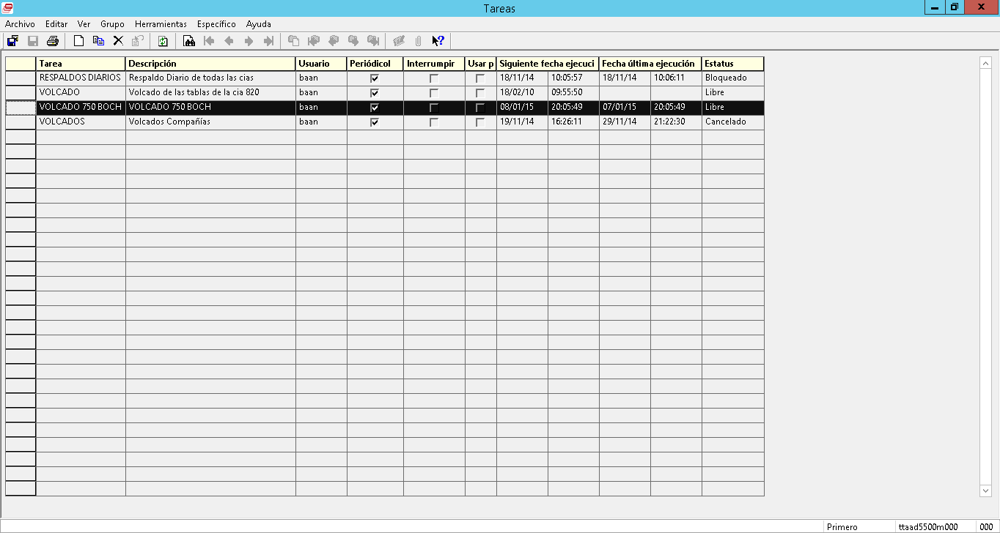 Tareas
Archivo Editar Ver Grupo Herramientas Específico Ayuda
Tarea Descripción Usuario Periódicol Interrumpir Usar p Siguiente fecha ejecuci Fecha última ejecución Estatus
RESPALDOS DIARIOS Respaldo Diario de todas las cias baan 18/11/14 10:05:57 18/11/14 10:06:11 Bloqueado
VOLCADO Volcado de las tablas de la cia 820 baan 18/02/10 09:55:50 Libre
VOLCADO 750 BOCH VOLCADO 750 BOCH baan 08/01/15 20:05:49 07/01/15 20:05:49 Libre
VOLCADOS Volcados Compañías baan 19/11/14 16:26:11 29/11/14 21:22:30 Cancelado
Primero ttaad5500m000 000